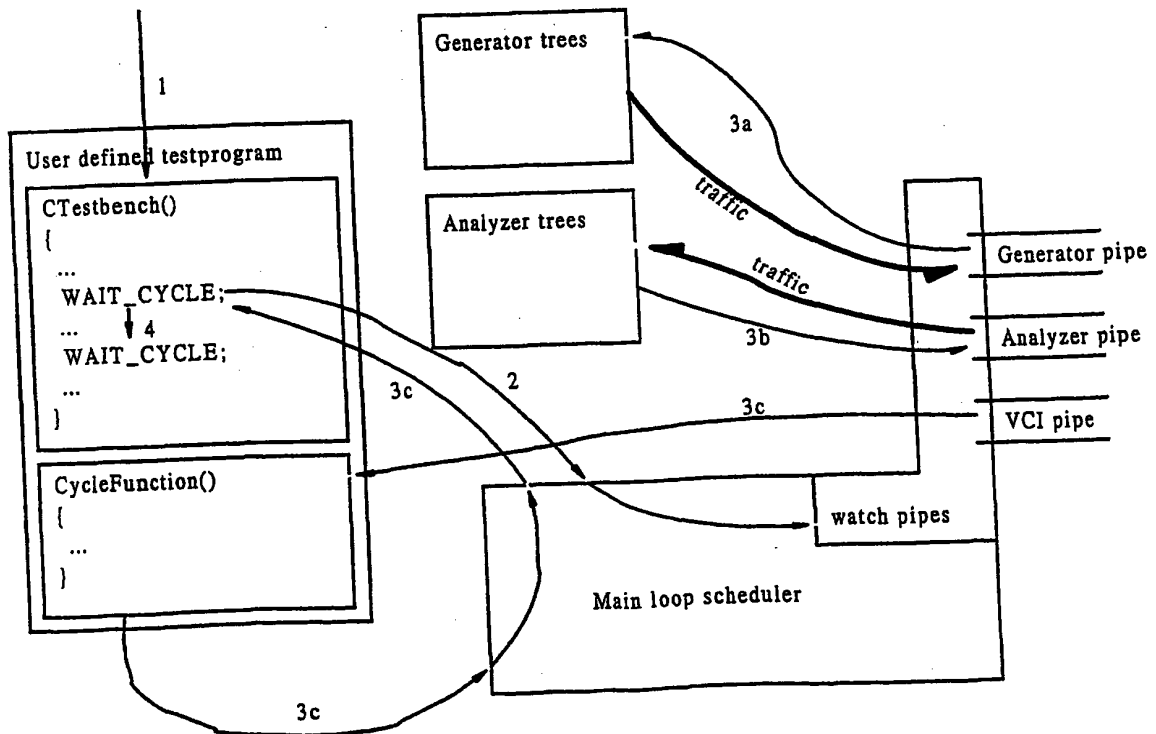 1
User defined testprogram
CTestbench()
{
...
WAIT_CYCLE;
...
4
WAIT_CYCLE;
...
}
CycleFunction()
{
...
}
Generator trees
Analyzer trees
3a
traffic
traffic
3b
Generator pipe
Analyzer pipe
VCI pipe
3c
2
3c
watch pipes
Main loop scheduler
3c